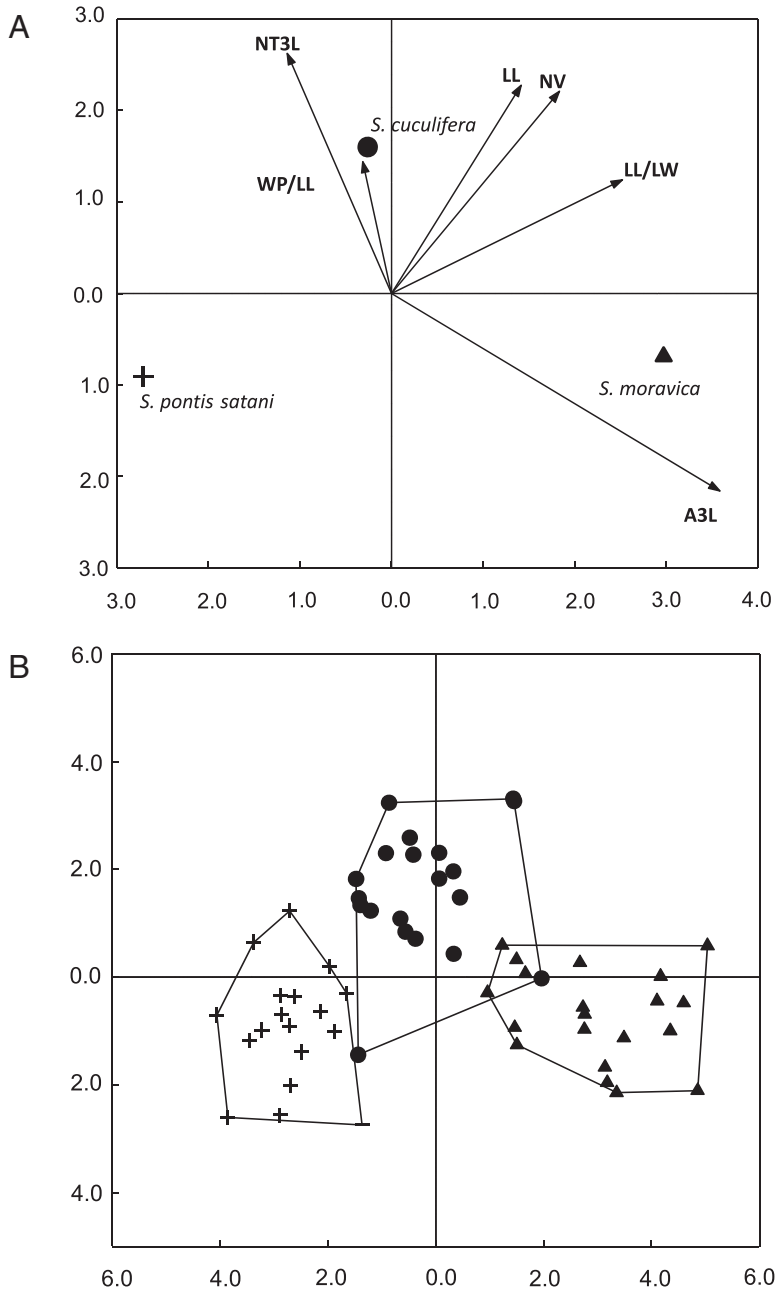 A
3.0
NT3L
LL
NV
2.0
S. cuculifera
WP/LL
LL/LW
1.0
0.0
1.0
S. pontis satani
S. moravica
2.0
A3L
3.0
3.0 2.0 1.0 0.0 1.0 2.0 3.0 4.0
B
6.0
4.0
2.0
0.0
2.0
4.0
6.0 4.0 2.0 0.0 2.0 4.0 6.0